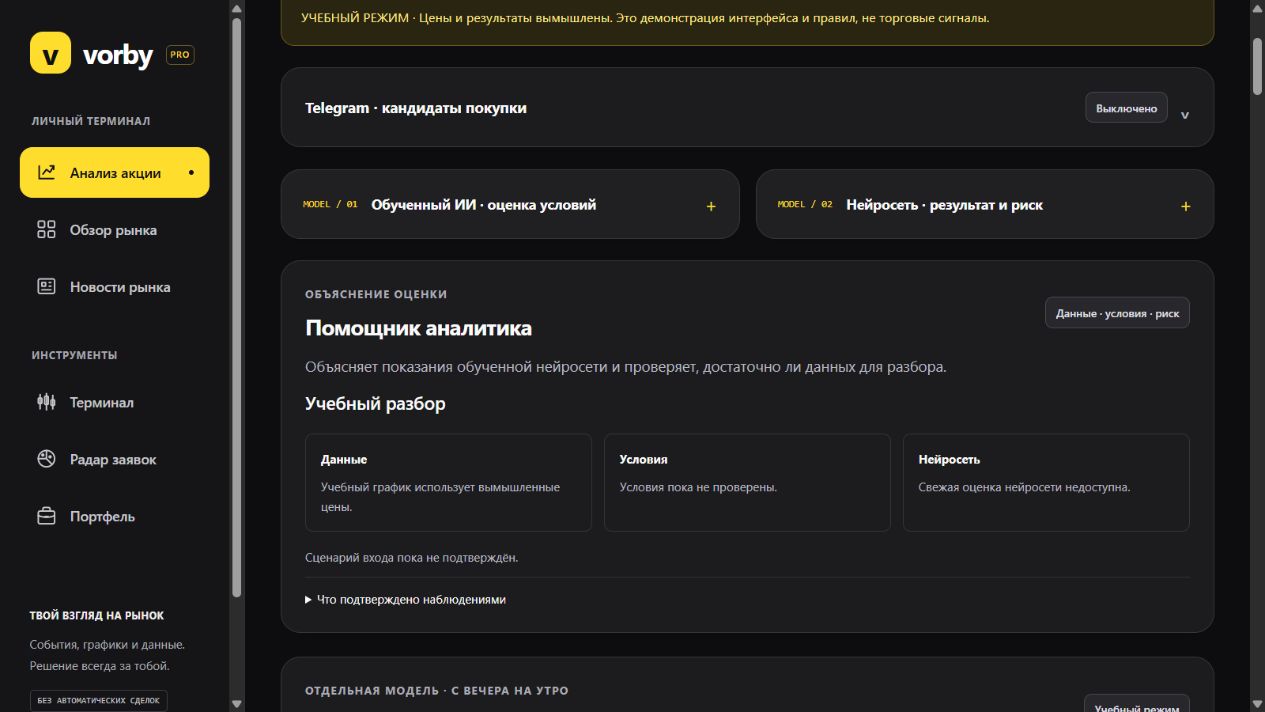 v vorby PRO
ЛИЧНЫЙ ТЕРМИНАЛ
Анализ акции
Обзор рынка
Новости рынка
ИНСТРУМЕНТЫ
Терминал
Радар заявок
Портфель
ТВОЙ ВЗГЛЯД НА РЫНОК
События, графики и данные.
Решение всегда за тобой.
БЕЗ АВТОМАТИЧЕСКИХ СДЕЛОК
УЧЕБНЫЙ РЕЖИМ · Цены и результаты вымышлены. Это демонстрация интерфейса и правил, не торговые сигналы.
Telegram · кандидаты покупки
Выключено v
MODEL / 01 Обученный ИИ · оценка условий +
MODEL / 02 Нейросеть · результат и риск +
ОБЪЯСНЕНИЕ ОЦЕНКИ
Помощник аналитика
Данные · условия · риск
Объясняет показания обученной нейросети и проверяет, достаточно ли данных для разбора.
Учебный разбор
Данные
Учебный график использует вымышленные
цены.
Условия
Условия пока не проверены.
Нейросеть
Свежая оценка нейросети недоступна.
Сценарий входа пока не подтверждён.
Что подтверждено наблюдениями
ОТДЕЛЬНАЯ МОДЕЛЬ · С ВЕЧЕРА НА УТРО
Учебный режим